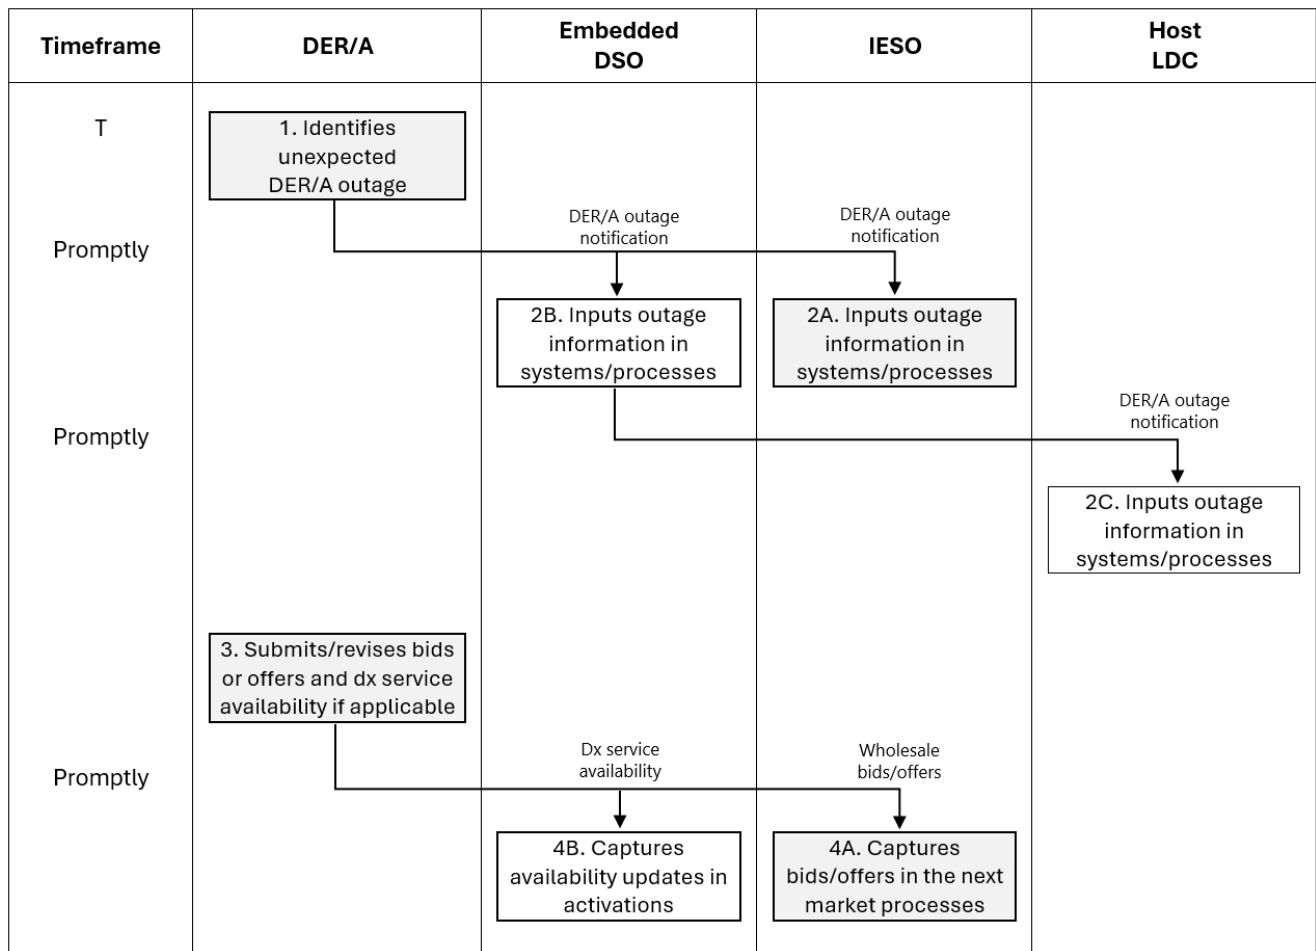 Timeframe
DER/A
Embedded
DSO
IESO
Host
LDC
T
1. Identifies
unexpected
DER/A outage
Promptly
DER/A outage
notification
DER/A outage
notification
2B. Inputs outage
information in
systems/processes
2A. Inputs outage
information in
systems/processes
Promptly
DER/A outage
notification
2C. Inputs outage
information in
systems/processes
3. Submits/revises bids
or offers and dx service
availability if applicable
Promptly
Dx service
availability
Wholesale
bids/offers
4B. Captures
availability updates in
activations
4A. Captures
bids/offers in the next
market processes